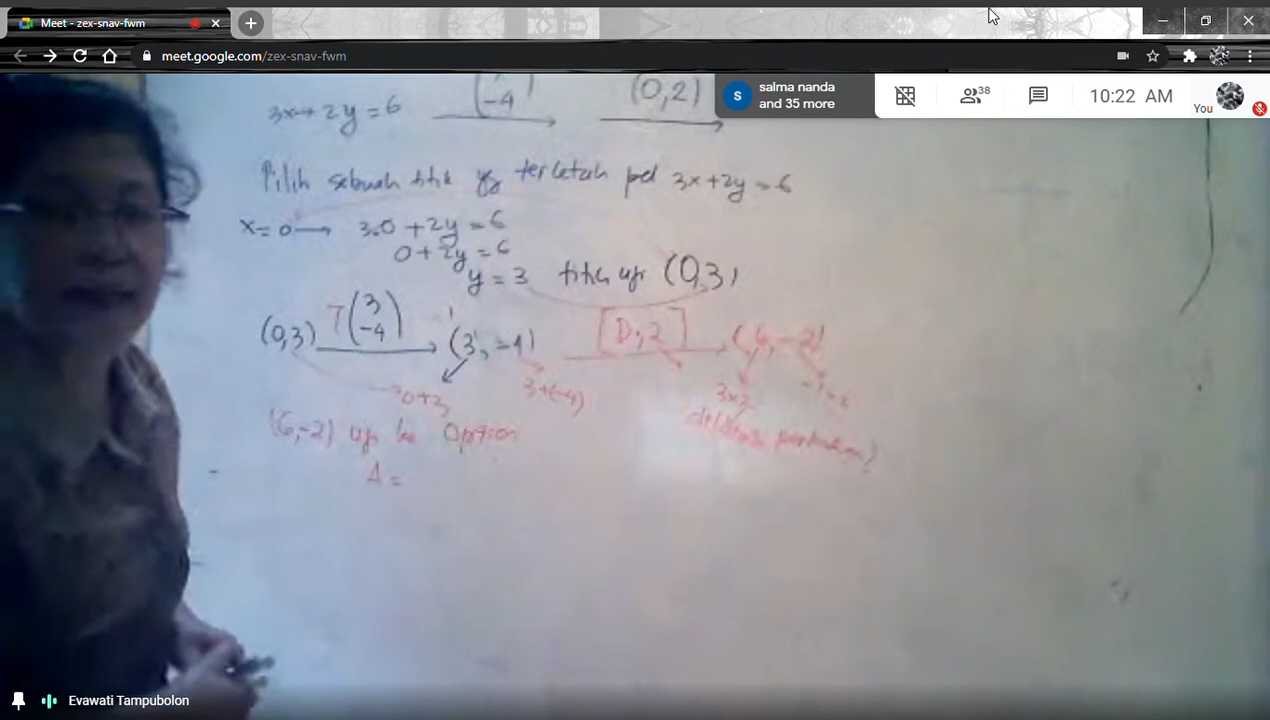 Meet - zex-snav-fwm
meet.google.com/zex-snav-fwm
salma nanda
and 35 more
38
10:22 AM
You
3x+2y=6
-4
(0,2)
Pilih sebuah titik yg terletak pd 3x+2y=6
x=0 → 3.0+2y=6
0+2y=6
y=3 titik (0,3)
(0,3) T(3 -4) (3, -1) [0,2] (6,-2)
0+3 3+(-4) 3x2
(6,-2) ke Option
A =
Evawati Tampubolon